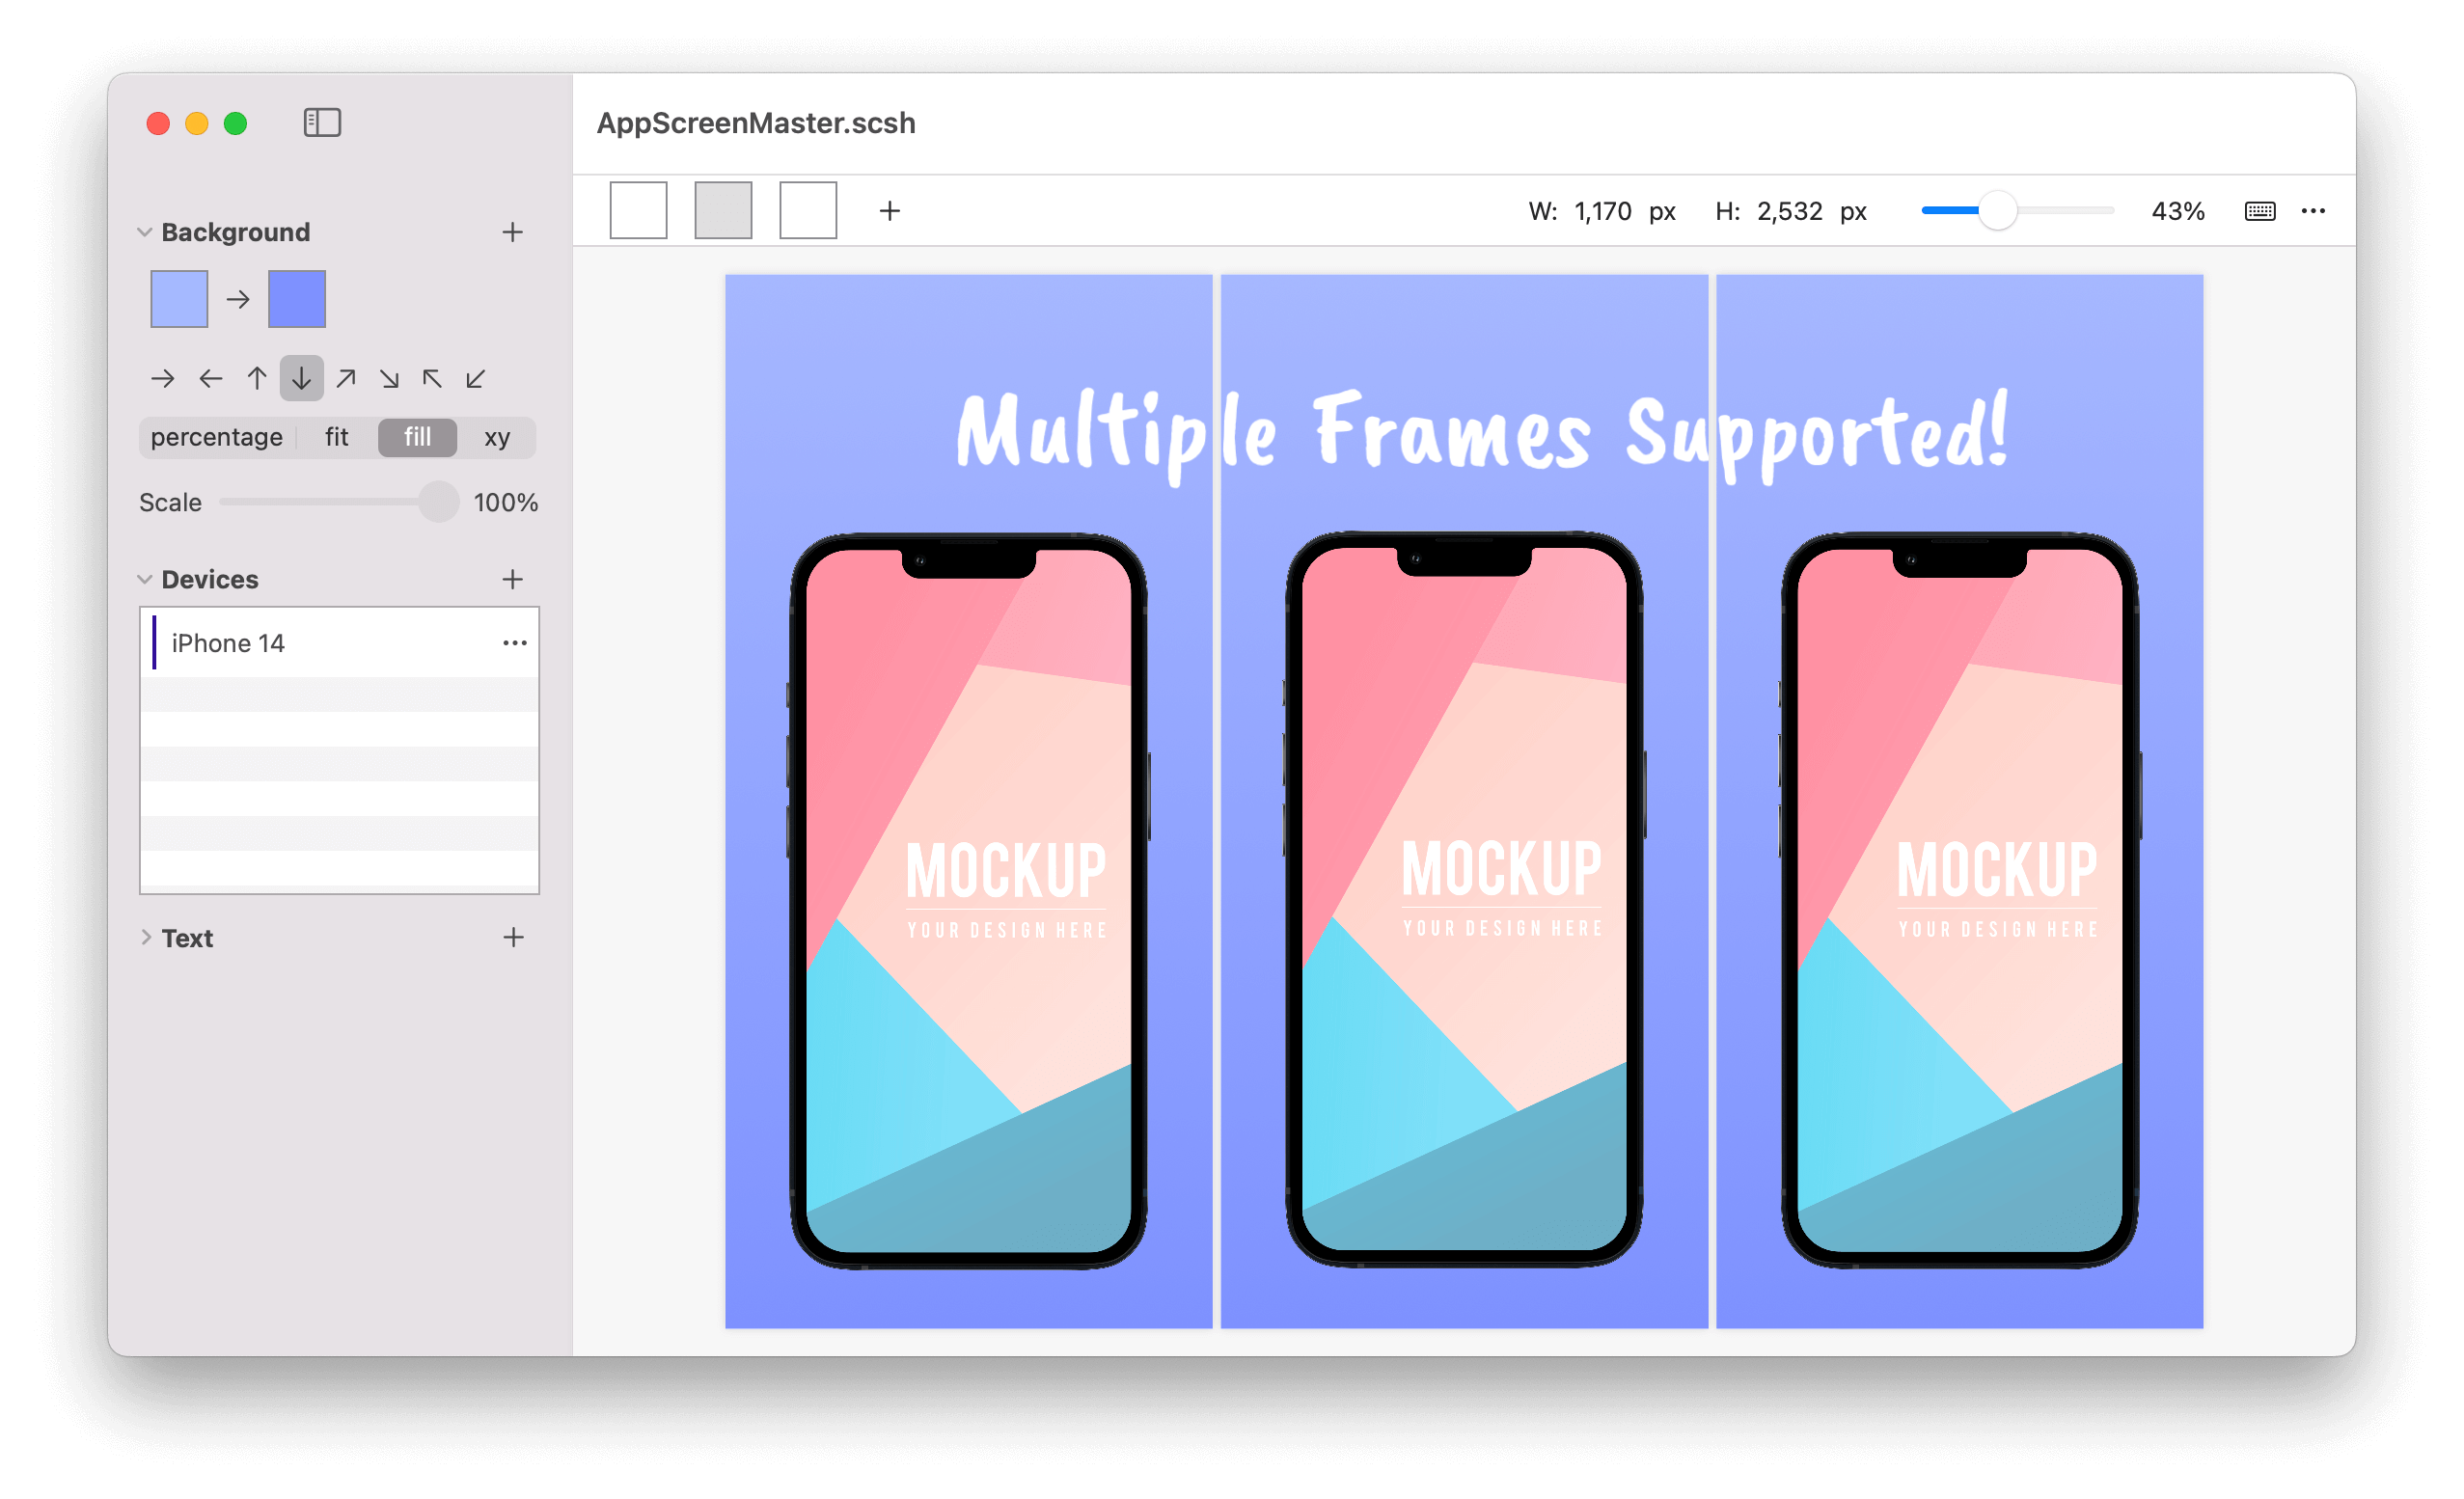 AppScreenMaster.scsh
W: 1,170 px H: 2,532 px 43%
Background
percentage fit fill xy
Scale 100%
Devices
iPhone 14
Text
Multiple Frames Supported!
MOCKUP
YOUR DESIGN HERE
MOCKUP
YOUR DESIGN HERE
MOCKUP
YOUR DESIGN HERE